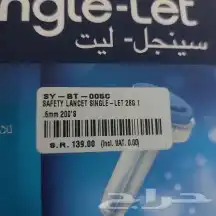 ngle-Let
سينجل - ليت
SY-BT-005C
SAFETY LANCET SINGLE-LET 28G 1
.6mm 200'S
S.R. 139.00 (Incl. VAT. 0.00)
حراج